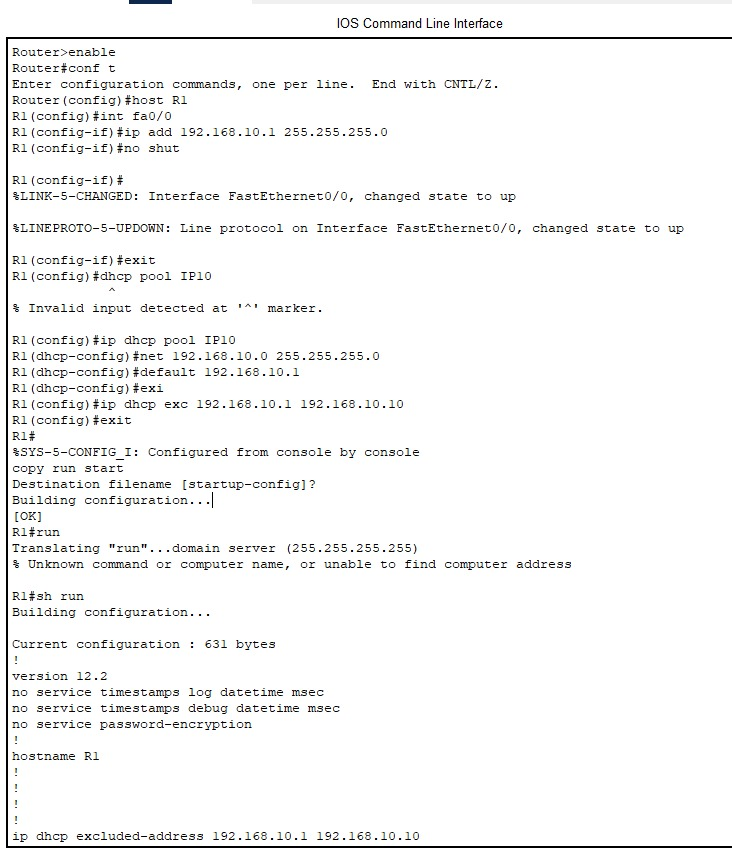 IOS Command Line Interface
Router>enable
Router#conf t
Enter configuration commands, one per line.  End with CNTL/Z.
Router(config)#host R1
R1(config)#int fa0/0
R1(config-if)#ip add 192.168.10.1 255.255.255.0
R1(config-if)#no shut
R1(config-if)#
%LINK-5-CHANGED: Interface FastEthernet0/0, changed state to up
%LINEPROTO-5-UPDOWN: Line protocol on Interface FastEthernet0/0, changed state to up
R1(config-if)#exit
R1(config)#dhcp pool IP10
^
% Invalid input detected at '^' marker.
R1(config)#ip dhcp pool IP10
R1(dhcp-config)#net 192.168.10.0 255.255.255.0
R1(dhcp-config)#default 192.168.10.1
R1(dhcp-config)#exi
R1(config)#ip dhcp exc 192.168.10.1 192.168.10.10
R1(config)#exit
R1#
%SYS-5-CONFIG_I: Configured from console by console
copy run start
Destination filename [startup-config]?
Building configuration...
[OK]
R1#run
Translating "run"...domain server (255.255.255.255)
% Unknown command or computer name, or unable to find computer address
R1#sh run
Building configuration...
Current configuration : 631 bytes
!
version 12.2
no service timestamps log datetime msec
no service timestamps debug datetime msec
no service password-encryption
!
hostname R1
!
!
!
!
ip dhcp excluded-address 192.168.10.1 192.168.10.10